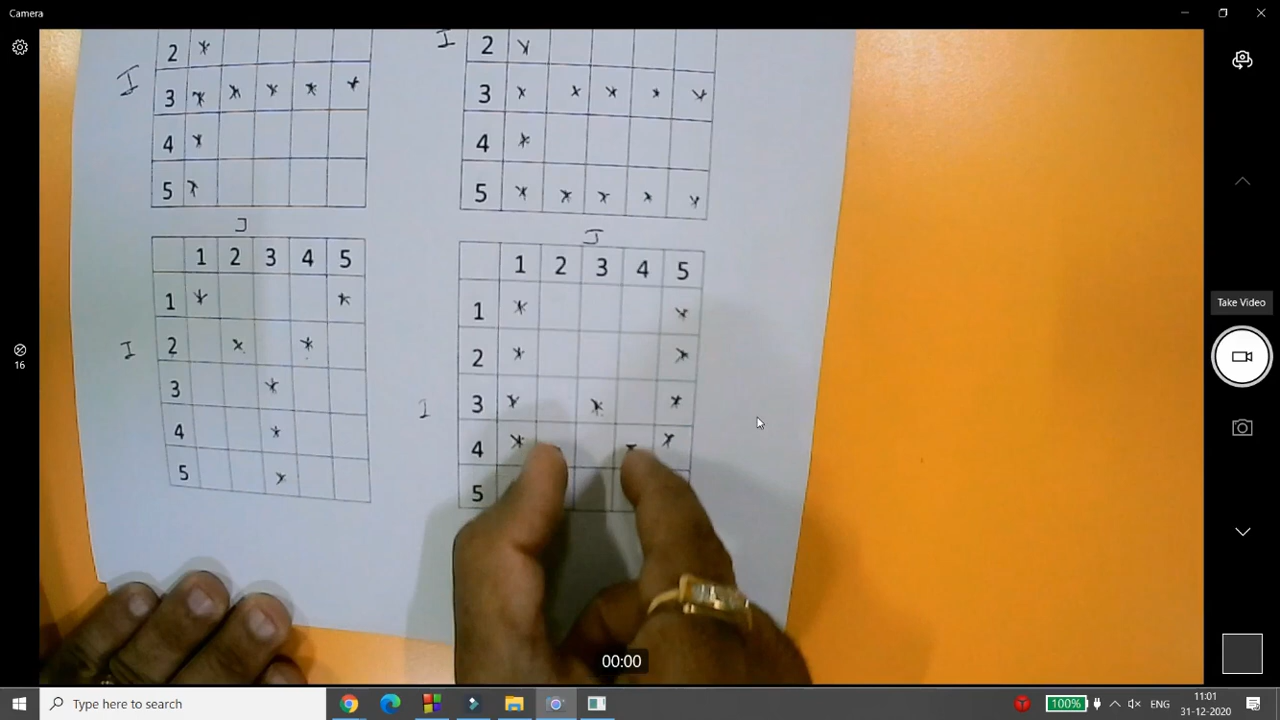 Camera
2 *
I
3 * * * * *
4 *
5 *
I
2 *
3 * * * * *
4 *
5 * * * * *
J
1 2 3 4 5
1 * *
I 2 * *
3 *
4 *
5 *
J
1 2 3 4 5
1 * *
2 * *
I 3 * * *
4 * * *
5
Take Video
16
00:00
Type here to search
100%
ENG
11:01
31-12-2020